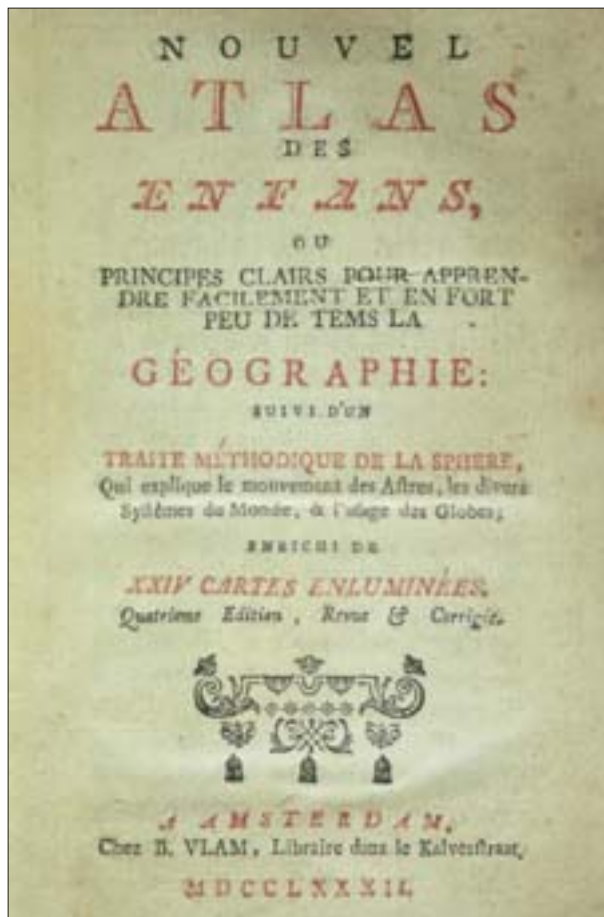 NOUVEL
ATLAS
DES
ENFANS,
OU
PRINCIPES CLAIRS POUR APPREN-
DRE FACILEMENT ET EN FORT
PEU DE TEMS LA
GÉOGRAPHIE:
SUIVI D'UN
TRAITÉ MÉTHODIQUE DE LA SPHERE,
Qui explique le mouvement des Aſtres, les divers
Syſtêmes du Monde, & l'uſage des Globes;
ENRICHI DE
XXIV CARTES ENLUMINÉES.
Quatrieme Edition, Revue & Corrigée.
A AMSTERDAM,
Chez B. VLAM, Libraire dans le Kalverſtraat,
MDCCLXXXII.